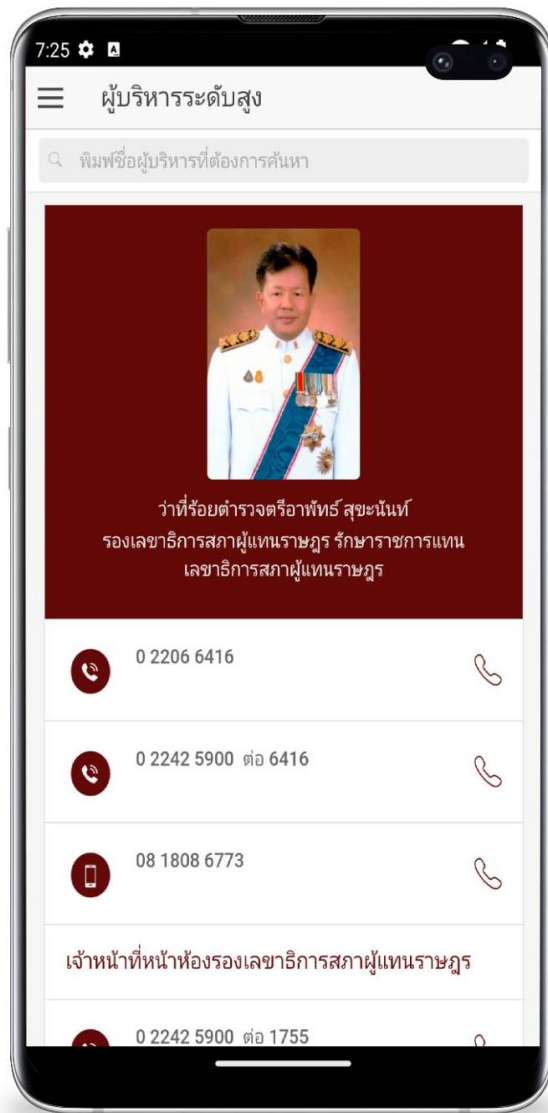 7:25
ผู้บริหารระดับสูง
พิมพ์ชื่อผู้บริหารที่ต้องการค้นหา
ว่าที่ร้อยตำรวจตรีอาพัทธ์ สุขะนันท์
รองเลขาธิการสภาผู้แทนราษฎร รักษาราชการแทน
เลขาธิการสภาผู้แทนราษฎร
0 2206 6416
0 2242 5900 ต่อ 6416
08 1808 6773
เจ้าหน้าที่หน้าห้องรองเลขาธิการสภาผู้แทนราษฎร
0 2242 5900 ต่อ 1755